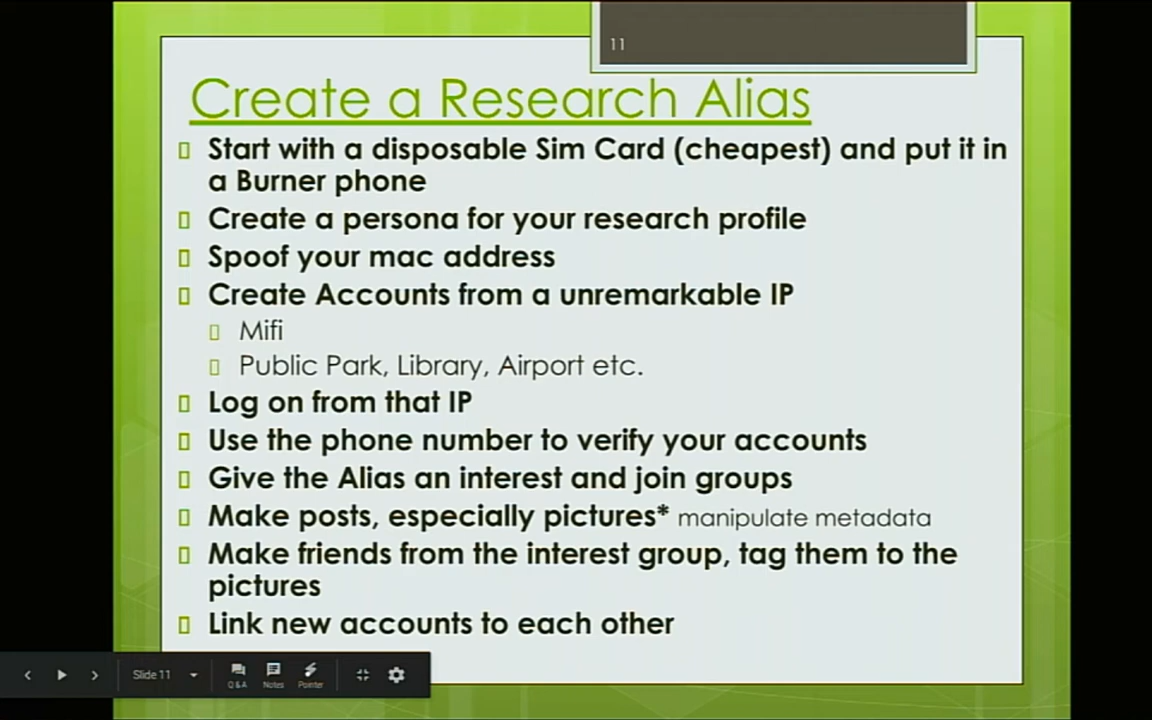 11
Create a Research Alias
Start with a disposable Sim Card (cheapest) and put it in
a Burner phone
Create a persona for your research profile
Spoof your mac address
Create Accounts from a unremarkable IP
Mifi
Public Park, Library, Airport etc.
Log on from that IP
Use the phone number to verify your accounts
Give the Alias an interest and join groups
Make posts, especially pictures* manipulate metadata
Make friends from the interest group, tag them to the
pictures
Link new accounts to each other
Slide 11
Q & A
Notes
Pointer